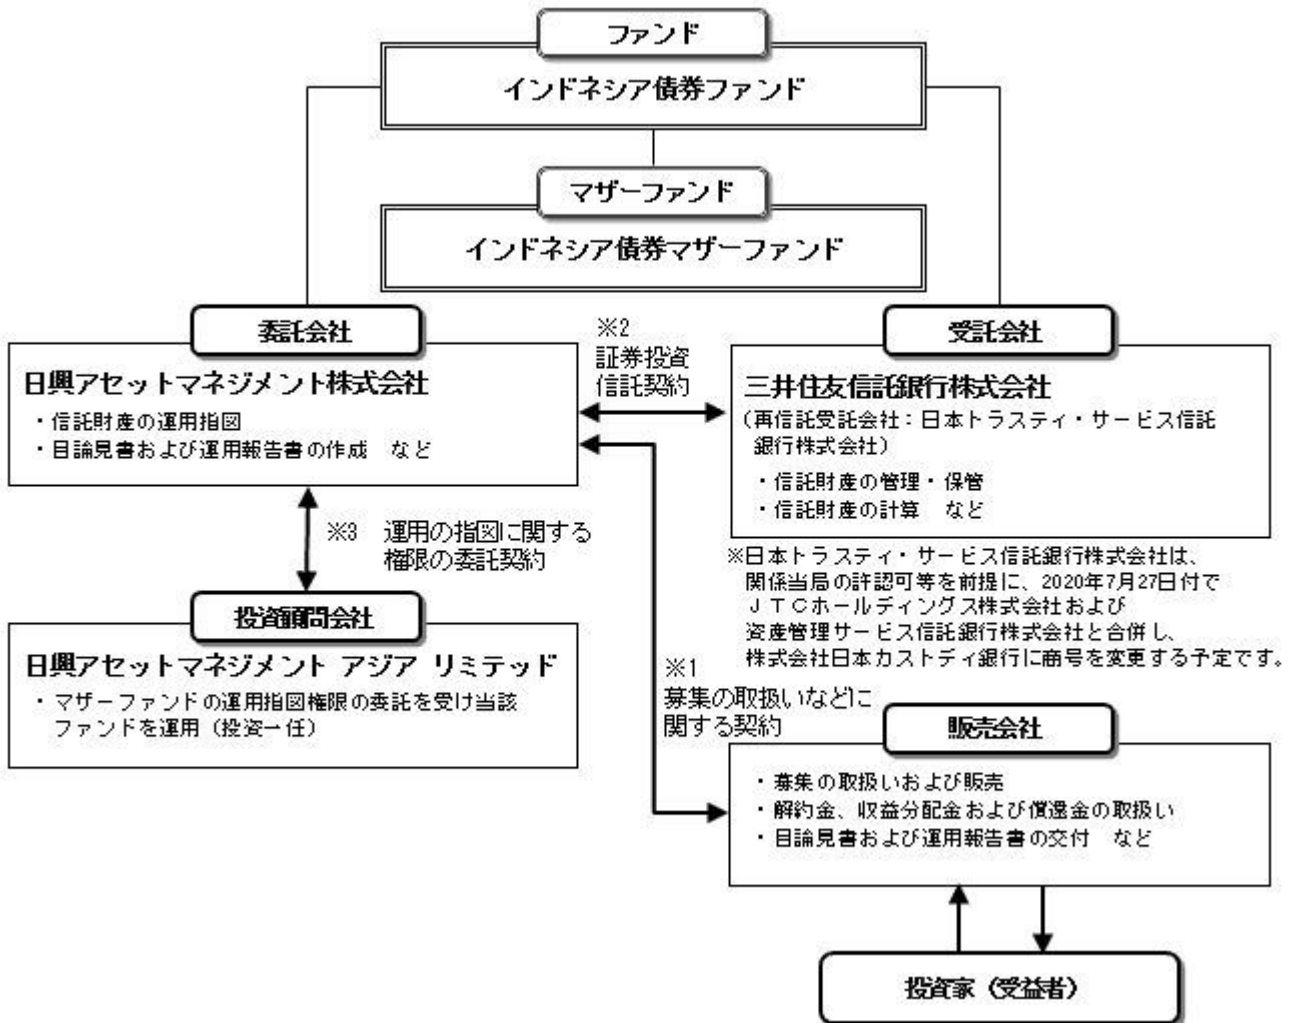 ファンド
インドネシア債券ファンド
マザーファンド
インドネシア債券マザーファンド
委託会社
日興アセットマネジメント株式会社
・信託財産の運用指図
・目論見書および運用報告書の作成　など
※2
証券投資
信託契約
受託会社
三井住友信託銀行株式会社
(再信託受託会社：日本トラスティ・サービス信託
銀行株式会社)
・信託財産の管理・保管
・信託財産の計算　など
※日本トラスティ・サービス信託銀行株式会社は、
関係当局の許認可等を前提に、2020年7月27日付で
ＪＴＣホールディングス株式会社および
資産管理サービス信託銀行株式会社と合併し、
株式会社日本カストディ銀行に商号を変更する予定です。
※3　運用の指図に関する
権限の委託契約
投資顧問会社
日興アセットマネジメント アジア リミテッド
・マザーファンドの運用指図権限の委託を受け当該
ファンドを運用（投資一任）
※1
募集の取扱いなどに
関する契約
販売会社
・募集の取扱いおよび販売
・解約金、収益分配金および償還金の取扱い
・目論見書および運用報告書の交付　など
投資家（受益者）